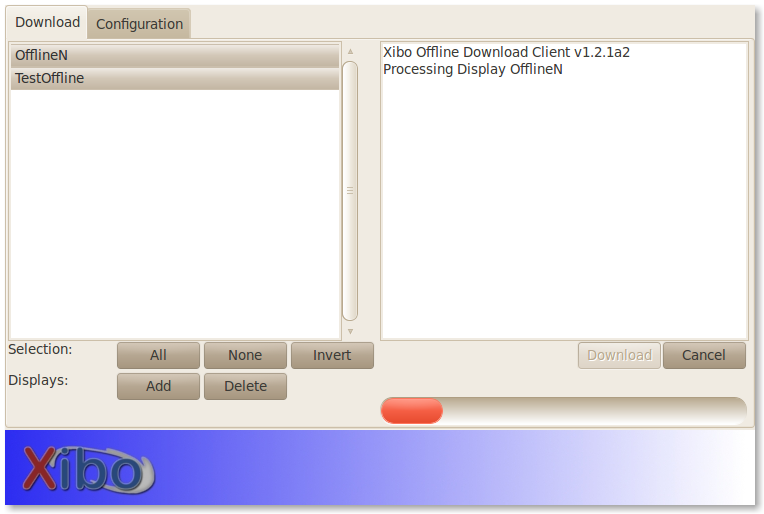 Download Configuration
OfflineN
TestOffline
Xibo Offline Download Client v1.2.1a2
Processing Display OfflineN
Selection: All None Invert
Download Cancel
Displays: Add Delete
Xibo